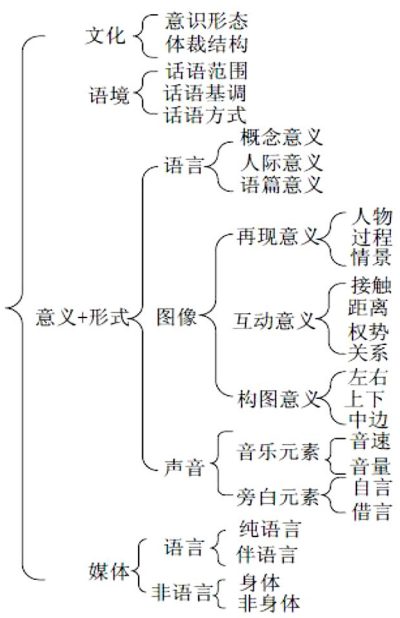 文化
意识形态
体裁结构
语境
话语范围
话语基调
话语方式
意义+形式
语言
概念意义
人际意义
语篇意义
图像
再现意义
人物
过程
情景
互动意义
接触
距离
权势
关系
构图意义
左右
上下
中边
声音
音乐元素
音速
音量
旁白元素
自言
借言
媒体
语言
纯语言
伴语言
非语言
身体
非身体